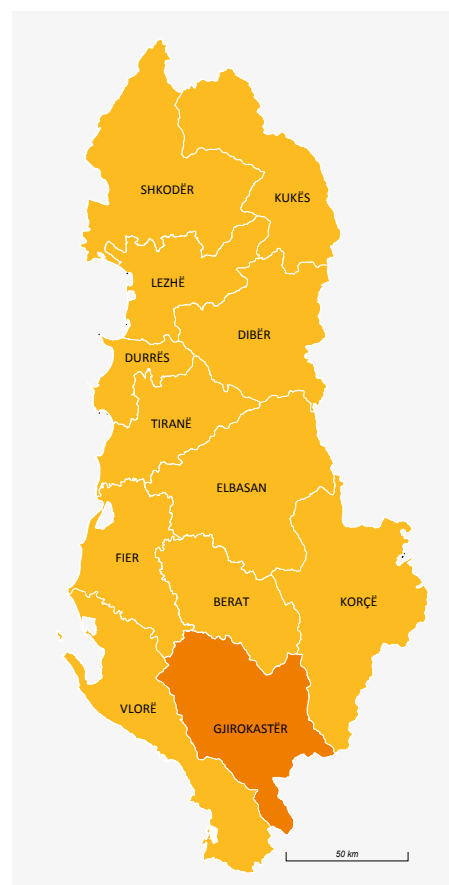 SHKODËR
KUKËS
LEZHË
DIBËR
DURRËS
TIRANË
ELBASAN
FIER
BERAT
KORÇË
VLORË
GJIROKASTËR
50 km